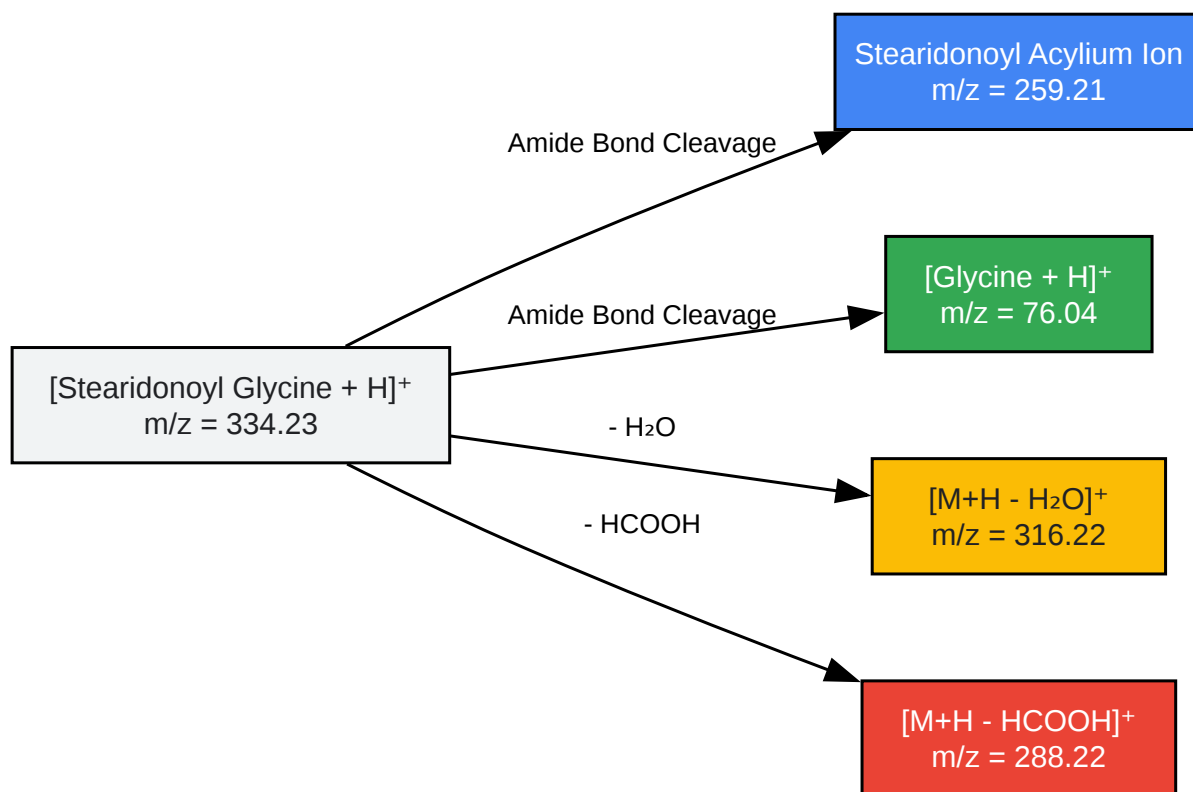 Stearidonoyl Acylium Ion
m/z = 259.21
Amide Bond Cleavage
[Glycine + H]⁺
m/z = 76.04
Amide Bond Cleavage
[Stearidonoyl Glycine + H]⁺
m/z = 334.23
- H₂O
[M+H - H₂O]⁺
m/z = 316.22
- HCOOH
[M+H - HCOOH]⁺
m/z = 288.22